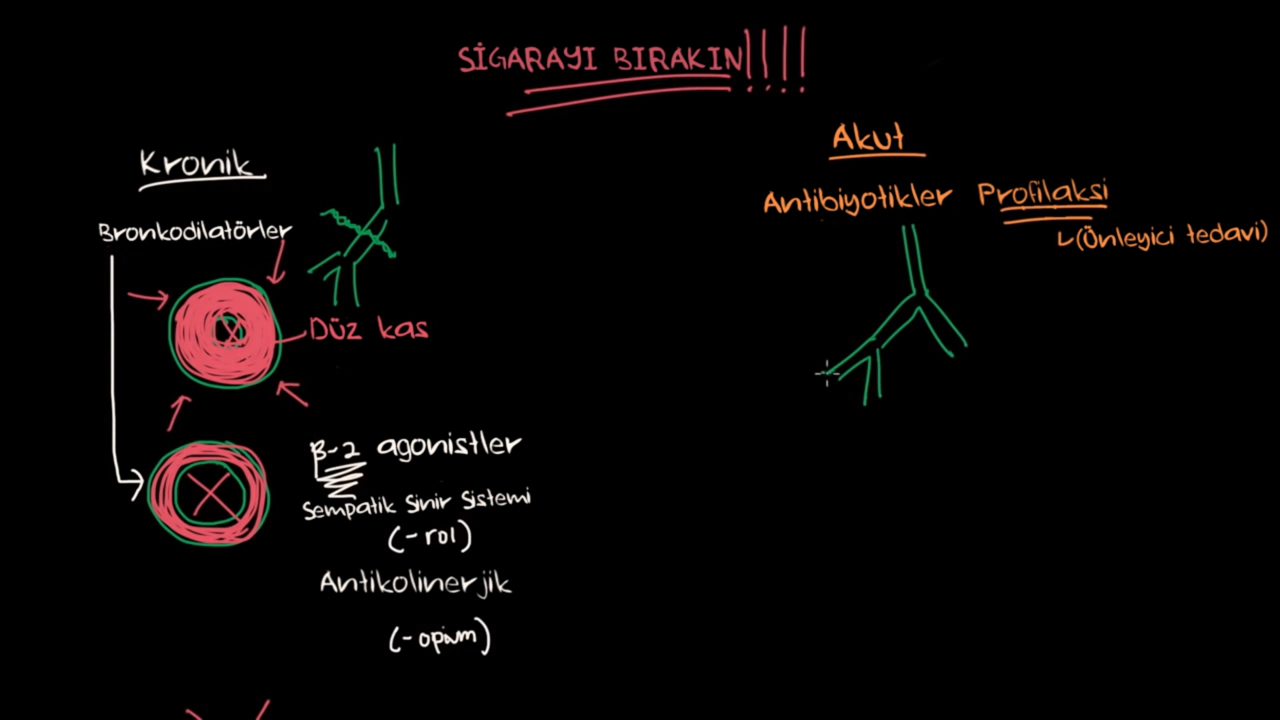 SİGARAYI BIRAKIN!!!!
Kronik
Bronkodilatörler
Düz kas
B-2 agonistler
Sempatik Sinir Sistemi
(-rol)
Antikolinerjik
(-opium)
Akut
Antibiyotikler Profilaksi
(Önleyici tedavi)